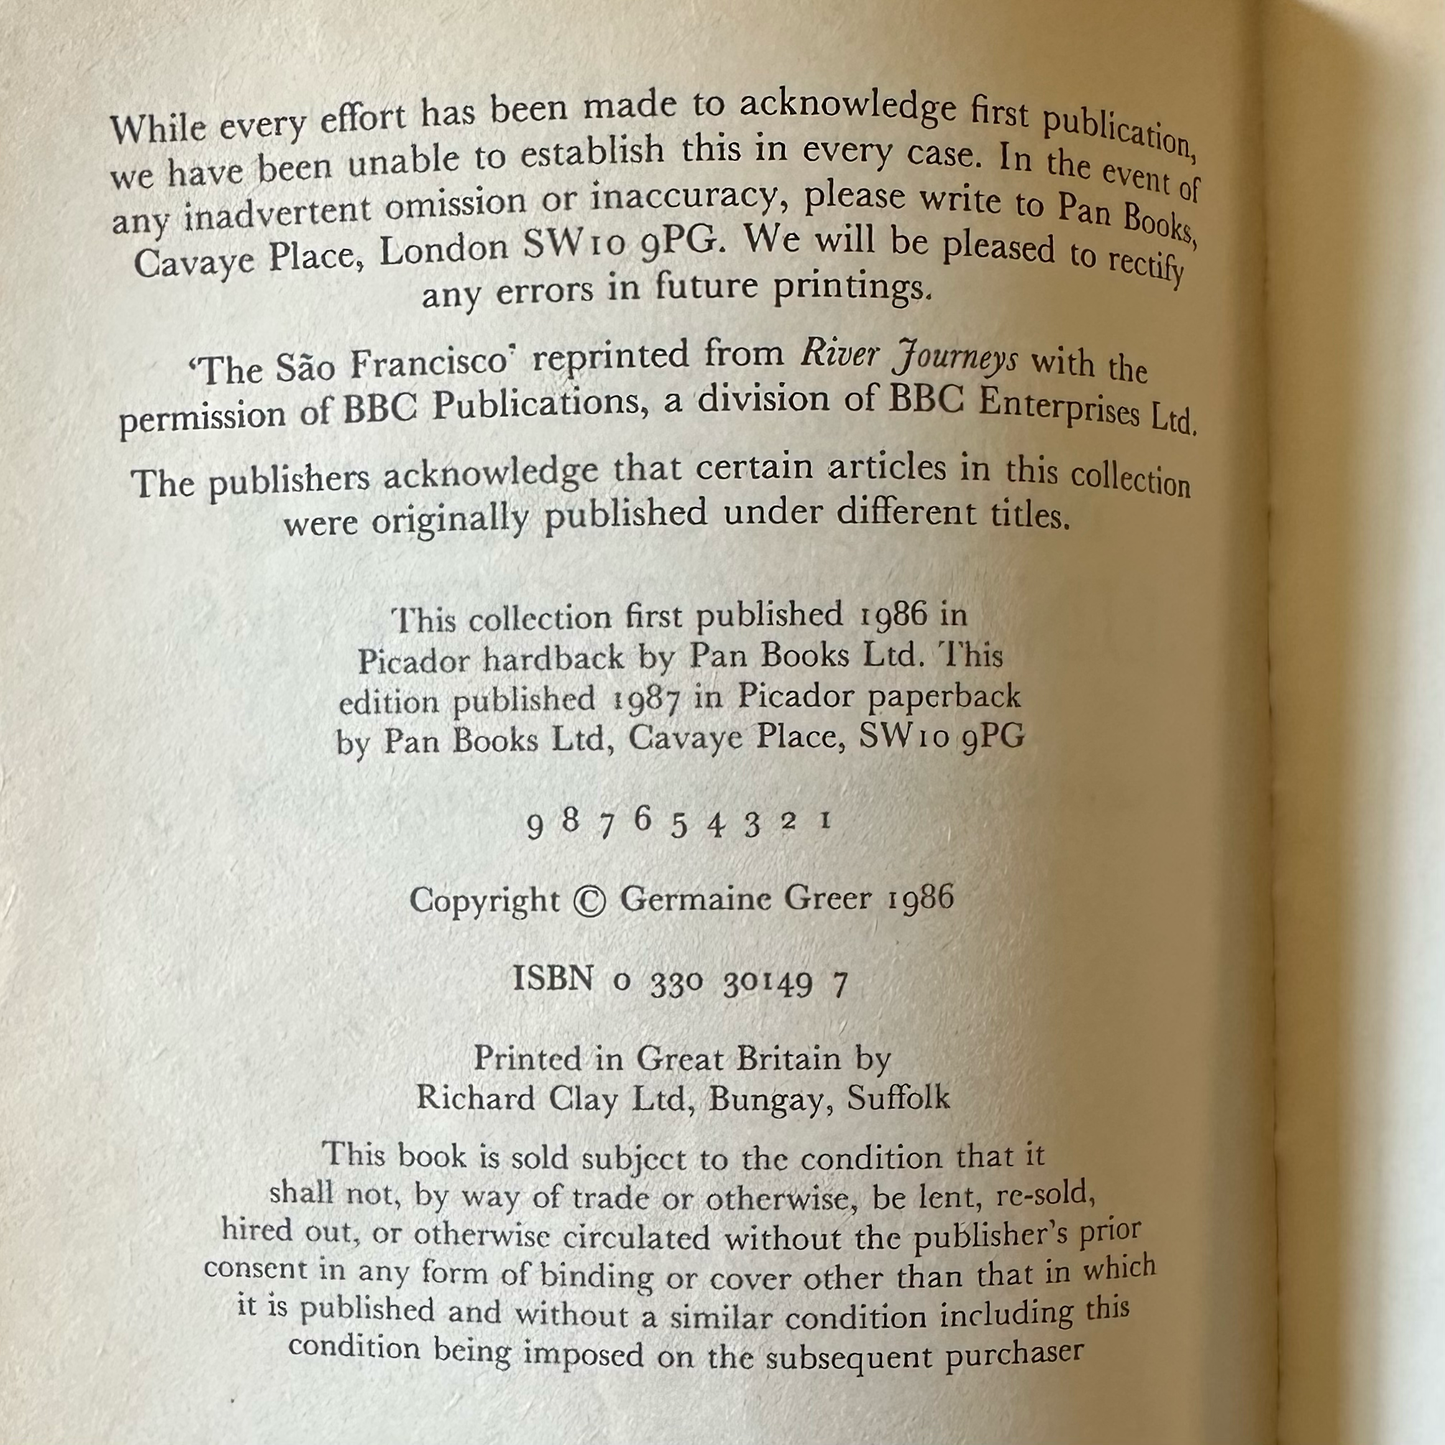 While every effort has been made to acknowledge first publication,
we have been unable to establish this in every case. In the event of
any inadvertent omission or inaccuracy, please write to Pan Books,
Cavaye Place, London SW10 9PG. We will be pleased to rectify
any errors in future printings.
‘The São Francisco’ reprinted from River Journeys with the
permission of BBC Publications, a division of BBC Enterprises Ltd.
The publishers acknowledge that certain articles in this collection
were originally published under different titles.
This collection first published 1986 in
Picador hardback by Pan Books Ltd. This
edition published 1987 in Picador paperback
by Pan Books Ltd, Cavaye Place, SW10 9PG
9 8 7 6 5 4 3 2 1
Copyright © Germaine Greer 1986
ISBN 0 330 30149 7
Printed in Great Britain by
Richard Clay Ltd, Bungay, Suffolk
This book is sold subject to the condition that it
shall not, by way of trade or otherwise, be lent, re-sold,
hired out, or otherwise circulated without the publisher’s prior
consent in any form of binding or cover other than that in which
it is published and without a similar condition including this
condition being imposed on the subsequent purchaser